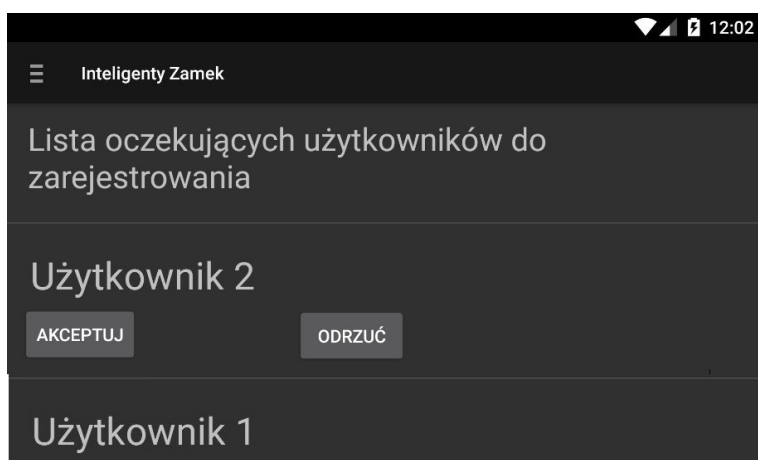 12:02
Inteligenty Zamek
Lista oczekujących użytkowników do
zarejestrowania
Użytkownik 2
AKCEPTUJ ODRZUĆ
Użytkownik 1